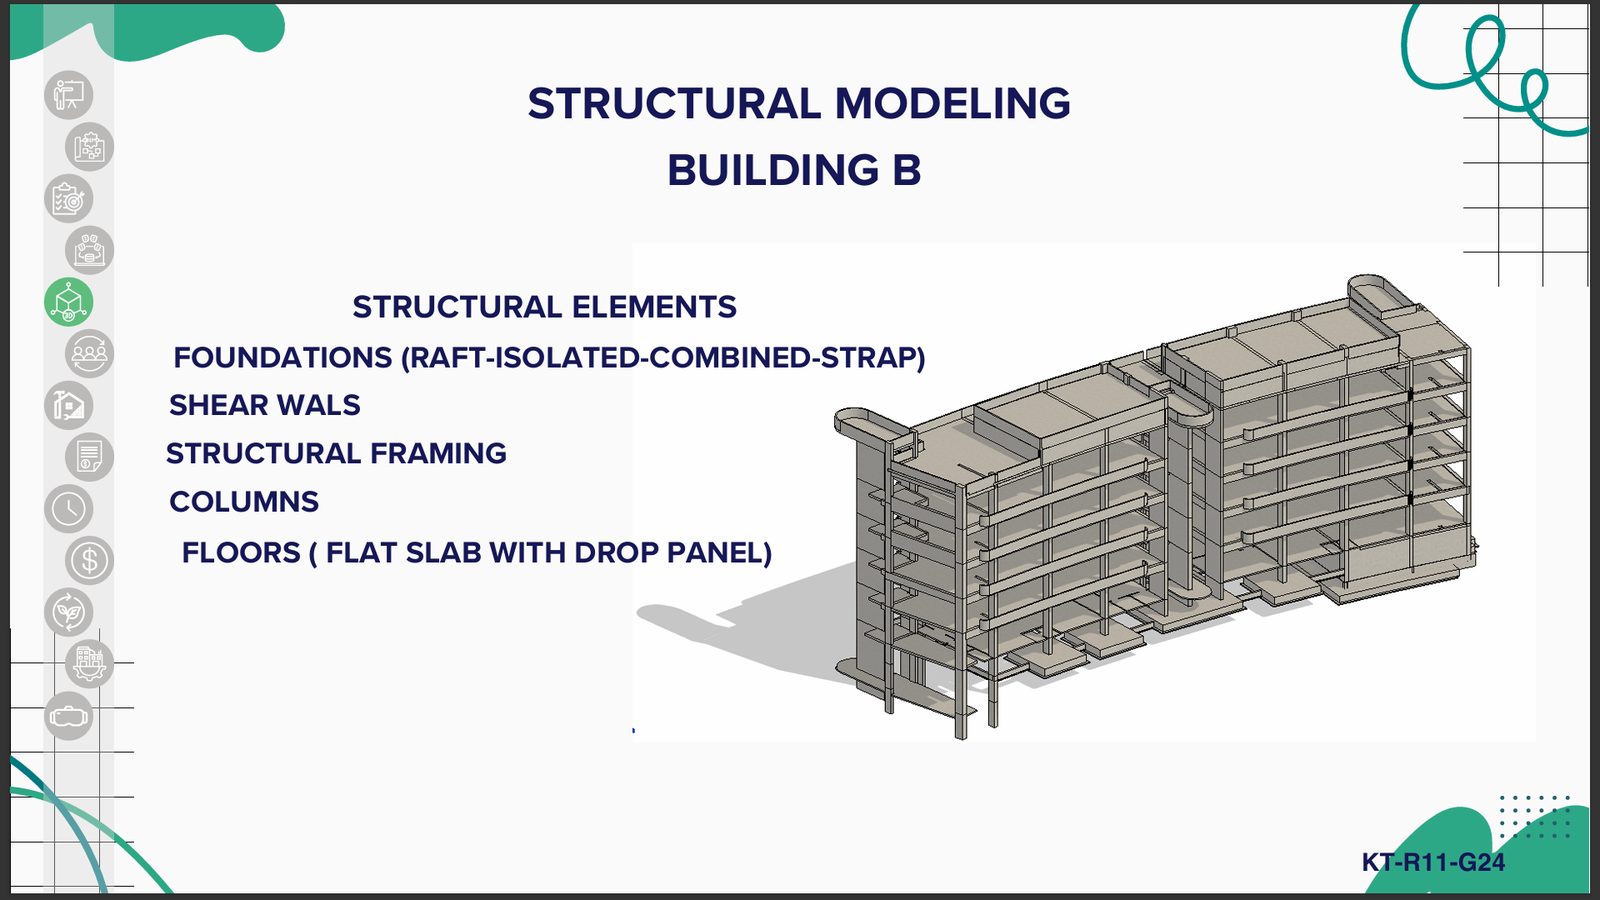 STRUCTURAL MODELING
BUILDING B
STRUCTURAL ELEMENTS
FOUNDATIONS (RAFT-ISOLATED-COMBINED-STRAP)
SHEAR WALS
STRUCTURAL FRAMING
COLUMNS
FLOORS ( FLAT SLAB WITH DROP PANEL)
KT-R11-G24